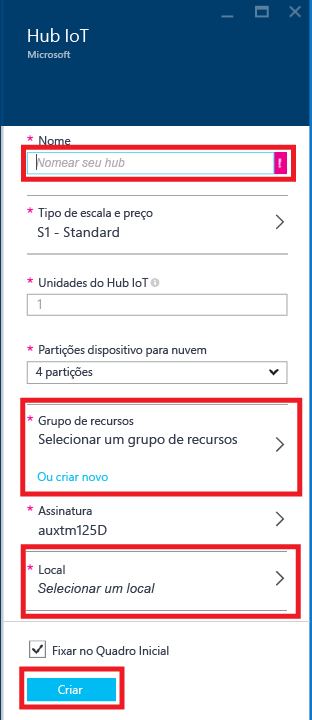 Hub IoT
Microsoft
* Nome
Nomear seu hub
* Tipo de escala e preço
S1 - Standard
* Unidades do Hub IoT
1
* Partições dispositivo para nuvem
4 partições
* Grupo de recursos
Selecionar um grupo de recursos
Ou criar novo
* Assinatura
auxtm125D
* Local
Selecionar um local
Fixar no Quadro Inicial
Criar